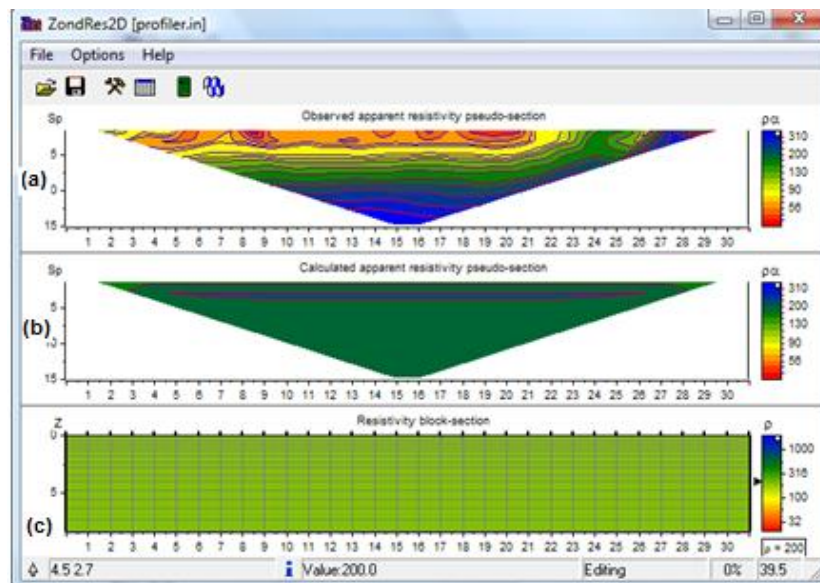 ZondRes2D [profiler.in]
File Options Help
Observed apparent resistivity pseudo-section
Sp
ρα
5
0
15
310
200
130
90
56
(a)
1 2 3 4 5 6 7 8 9 10 11 12 13 14 15 16 17 18 19 20 21 22 23 24 25 26 27 28 29 30
Calculated apparent resistivity pseudo-section
Sp
ρα
5
0
15
310
200
130
90
56
(b)
1 2 3 4 5 6 7 8 9 10 11 12 13 14 15 16 17 18 19 20 21 22 23 24 25 26 27 28 29 30
Resistivity block-section
Z
ρ
0
5
1000
316
100
32
(c)
1 2 3 4 5 6 7 8 9 10 11 12 13 14 15 16 17 18 19 20 21 22 23 24 25 26 27 28 29 30
ρ = 200
4.5 2.7 Value:200.0 Editing 0% 39.5